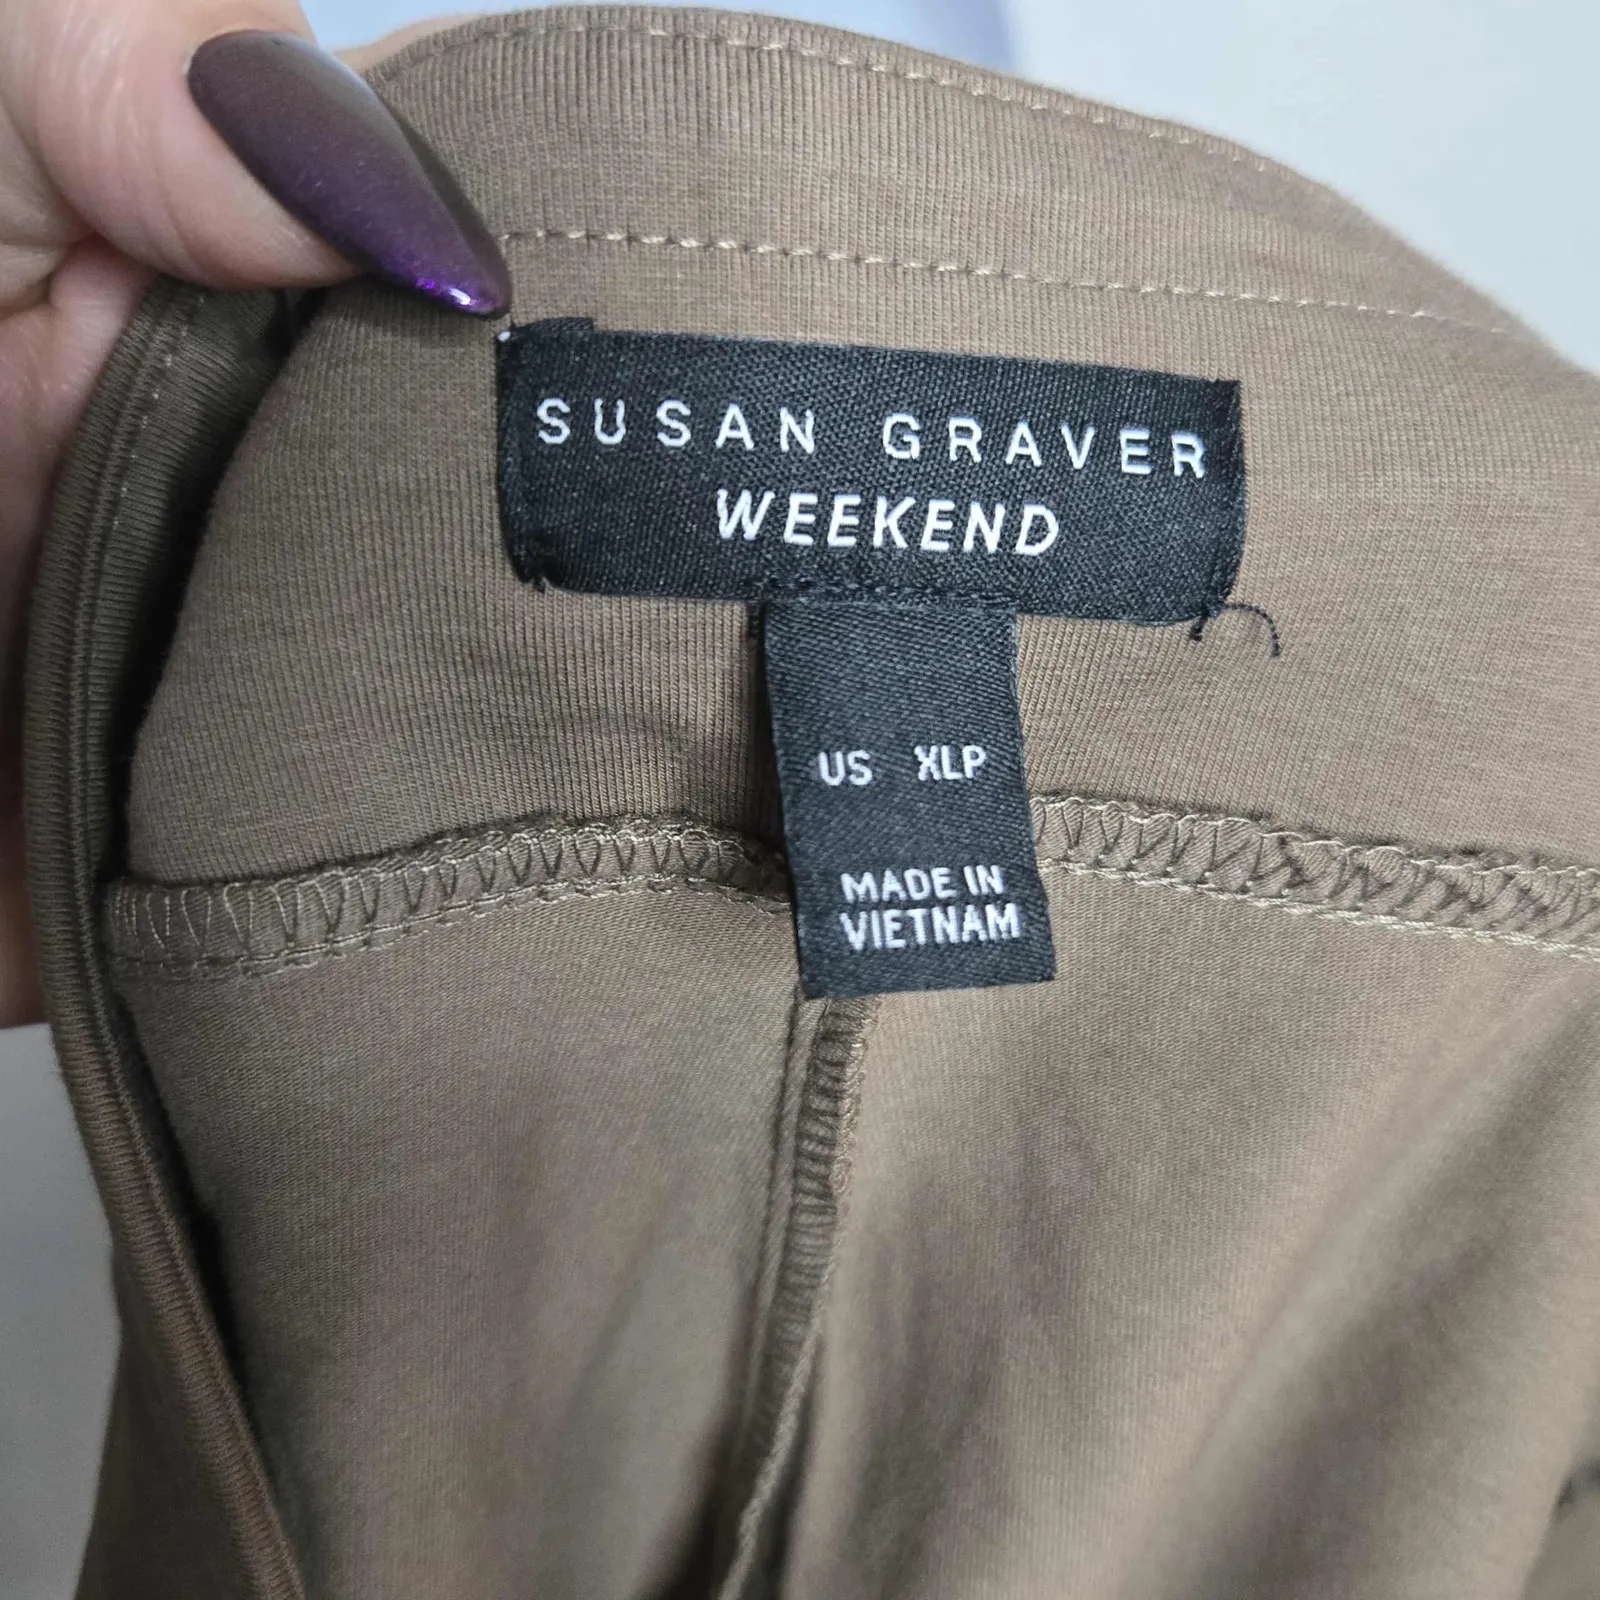 SUSAN GRAVER
WEEKEND
US XLP
MADE IN
VIETNAM